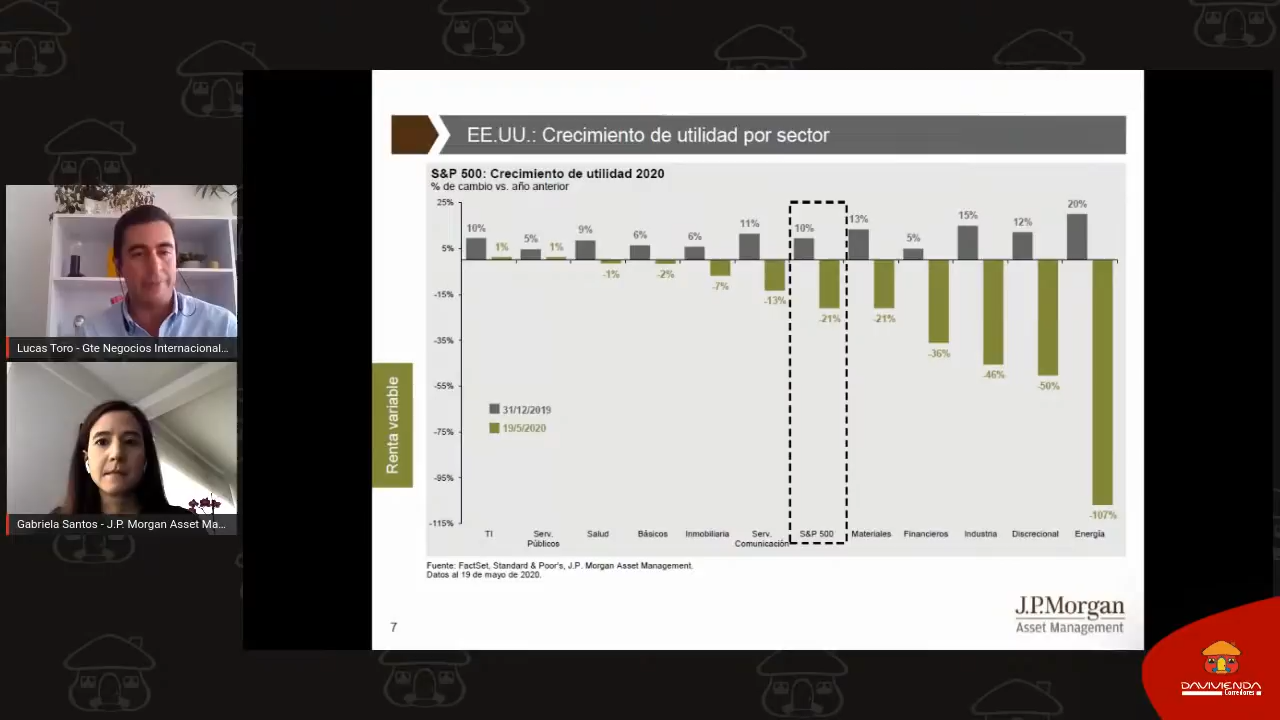 EE.UU.: Crecimiento de utilidad por sector
S&P 500: Crecimiento de utilidad 2020
% de cambio vs. año anterior
25%
5%
-15%
-35%
-55%
-75%
-95%
-115%
10%
1%
5%
1%
9%
-1%
6%
-2%
6%
-7%
11%
-13%
10%
-21%
13%
-21%
5%
-36%
15%
-46%
12%
-50%
20%
-107%
31/12/2019
19/5/2020
TI
Serv.
Públicos
Salud
Básicos
Inmobiliaria
Serv.
Comunicación
S&P 500
Materiales
Financieros
Industria
Discrecional
Energía
Renta variable
Fuente: FactSet, Standard & Poor's, J.P. Morgan Asset Management.
Datos al 19 de mayo de 2020.
7
J.P.Morgan
Asset Management
Lucas Toro - Gte Negocios Internacional...
Gabriela Santos - J.P. Morgan Asset Ma...
DAVIVIENDA
Corredores